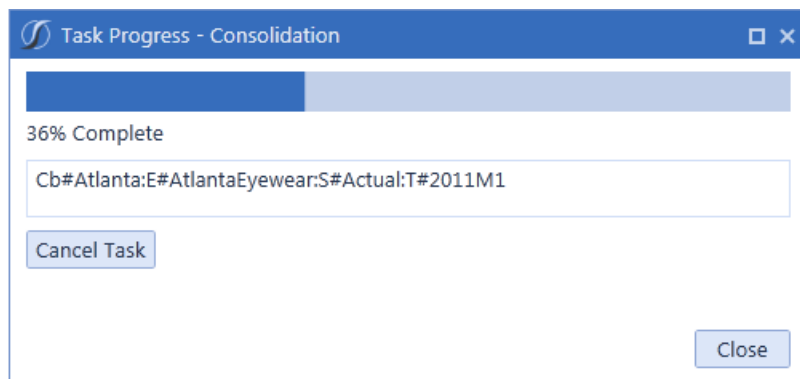 Task Progress - Consolidation
36% Complete
Cb#Atlanta:E#AtlantaEyewear:S#Actual:T#2011M1
Cancel Task
Close